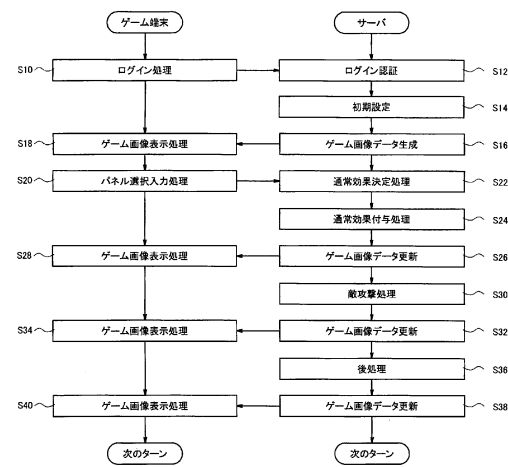 ゲーム端末 サーバ
S10 ログイン処理 ログイン認証 S12
初期設定 S14
S18 ゲーム画像表示処理 ゲーム画像データ生成 S16
S20 パネル選択入力処理 通常効果決定処理 S22
通常効果付与処理 S24
S28 ゲーム画像表示処理 ゲーム画像データ更新 S26
敵攻撃処理 S30
S34 ゲーム画像表示処理 ゲーム画像データ更新 S32
後処理 S36
S40 ゲーム画像表示処理 ゲーム画像データ更新 S38
次のターン 次のターン